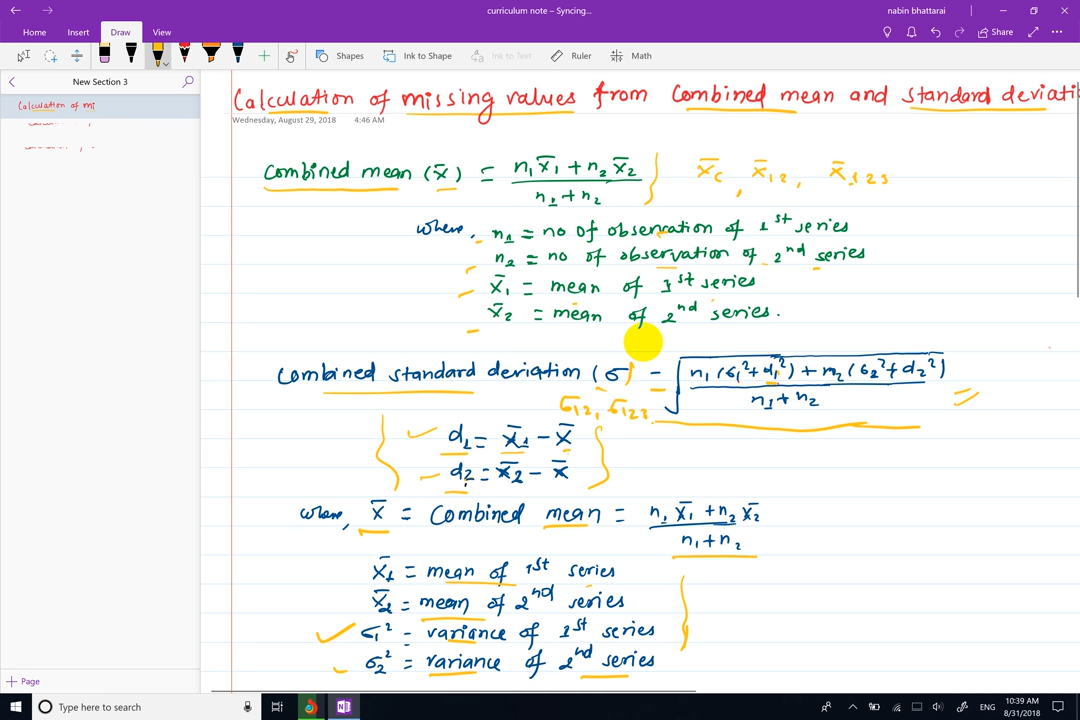 curriculum note – Syncing...
nabin bhattarai
Home Insert Draw View
Share
Shapes Ink to Shape Ink to Text Ruler Math
New Section 3
Calculation of mi
Calculation of missing values from Combined mean and standard deviati
Wednesday, August 29, 2018 4:46 AM
Combined mean (x̄) = (n₁x̄₁ + n₂x̄₂) / (n₁ + n₂) } x̄c, x̄₁₂, x̄₁₂₃
where, n₁ = no of observation of 1st series
n₂ = no of observation of 2nd series
x̄₁ = mean of 1st series
x̄₂ = mean of 2nd series.
Combined standard deviation (σ) = √((n₁(σ₁² + d₁²) + n₂(σ₂² + d₂²)) / (n₁ + n₂))
σ₁₂, σ₁₂₃
d₁ = x̄₁ – x̄
d₂ = x̄₂ – x̄
where, x̄ = Combined mean = (n₁x̄₁ + n₂x̄₂) / (n₁ + n₂)
x̄₁ = mean of 1st series
x̄₂ = mean of 2nd series
σ₁² = variance of 1st series
σ₂² = variance of 2nd series
+ Page
Type here to search
ENG
10:39 AM
8/31/2018